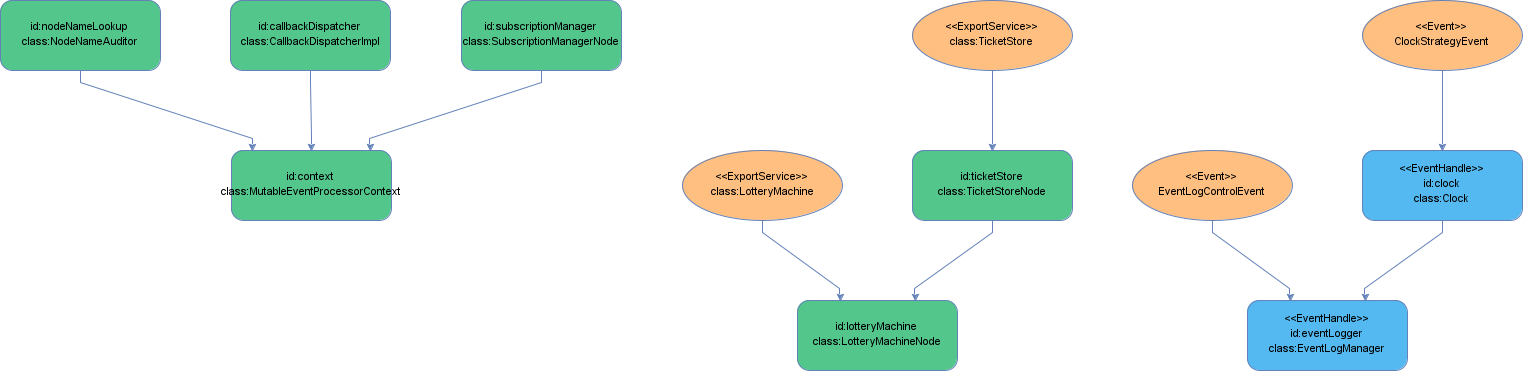 id:nodeNameLookup
class:NodeNameAuditor
id:callbackDispatcher
class:CallbackDispatcherImpl
id:subscriptionManager
class:SubscriptionManagerNode
<<ExportService>>
class:TicketStore
<<Event>>
ClockStrategyEvent
id:context
class:MutableEventProcessorContext
<<ExportService>>
class:LotteryMachine
id:ticketStore
class:TicketStoreNode
<<Event>>
EventLogControlEvent
<<EventHandle>>
id:clock
class:Clock
id:lotteryMachine
class:LotteryMachineNode
<<EventHandle>>
id:eventLogger
class:EventLogManager